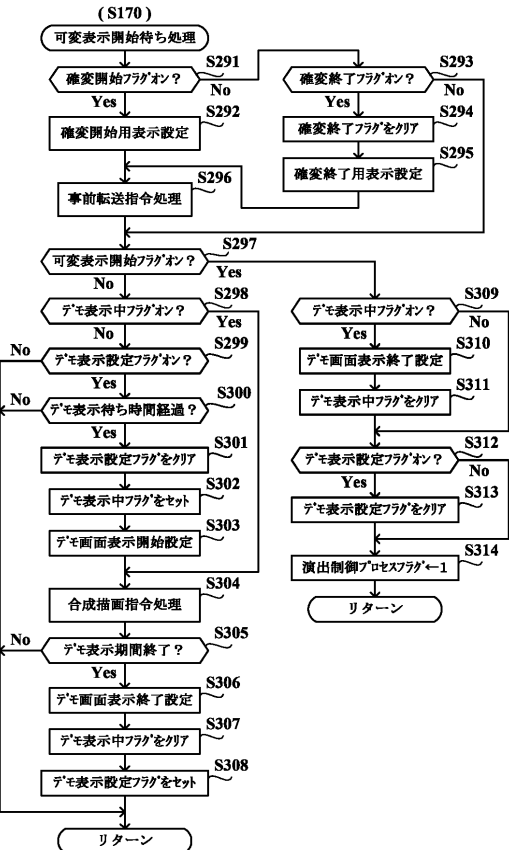 (S170)
可変表示開始待ち処理
S291
確変開始フラグオン？
No
Yes
S292
確変開始用表示設定
S293
確変終了フラグオン？
Yes
No
S294
確変終了フラグをクリア
S295
確変終了用表示設定
S296
事前転送指令処理
S297
可変表示開始フラグオン？
Yes
No
S298
デモ表示中フラグオン？
Yes
No
S299
No
デモ表示設定フラグオン？
Yes
S300
No
デモ表示待ち時間経過？
Yes
S301
デモ表示設定フラグをクリア
S302
デモ表示中フラグをセット
S303
デモ画面表示開始設定
S304
合成描画指令処理
S305
No
デモ表示期間終了？
Yes
S306
デモ画面表示終了設定
S307
デモ表示中フラグをクリア
S308
デモ表示設定フラグをセット
リターン
S309
デモ表示中フラグオン？
Yes
No
S310
デモ画面表示終了設定
S311
デモ表示中フラグをクリア
S312
デモ表示設定フラグオン？
Yes
No
S313
デモ表示設定フラグをクリア
S314
演出制御プロセスフラグ←1
リターン